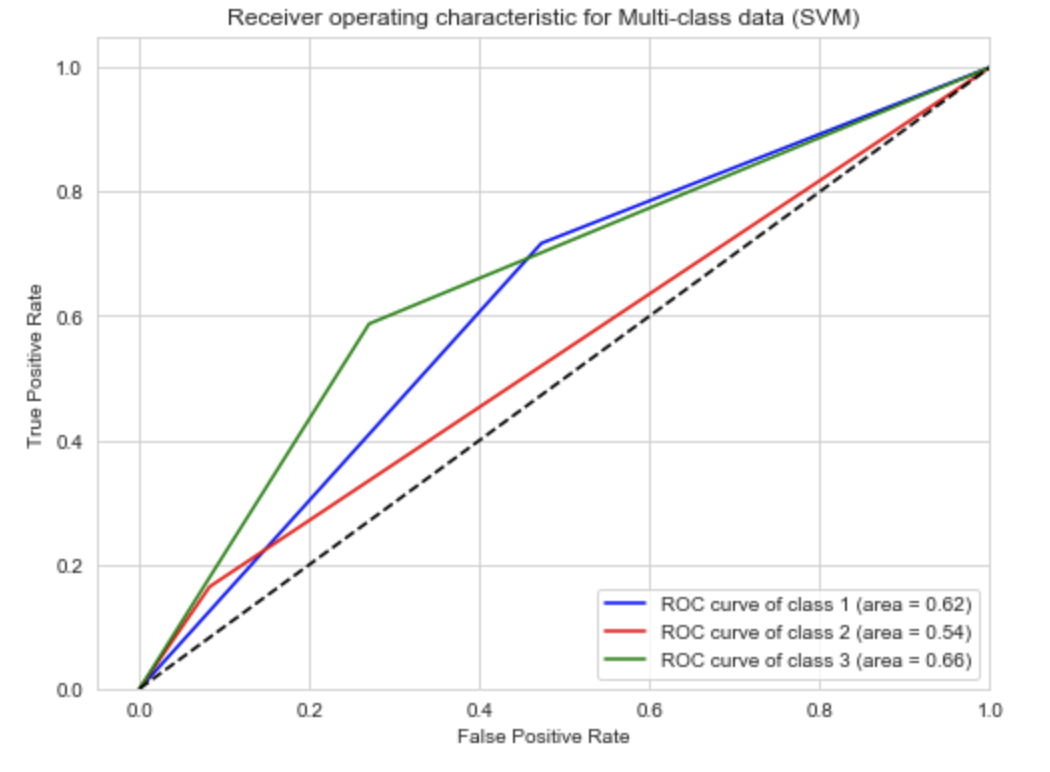 Receiver operating characteristic for Multi-class data (SVM)
1.0
0.8
0.6
0.4
0.2
0.0
True Positive Rate
ROC curve of class 1 (area = 0.62)
ROC curve of class 2 (area = 0.54)
ROC curve of class 3 (area = 0.66)
0.0 0.2 0.4 0.6 0.8 1.0
False Positive Rate